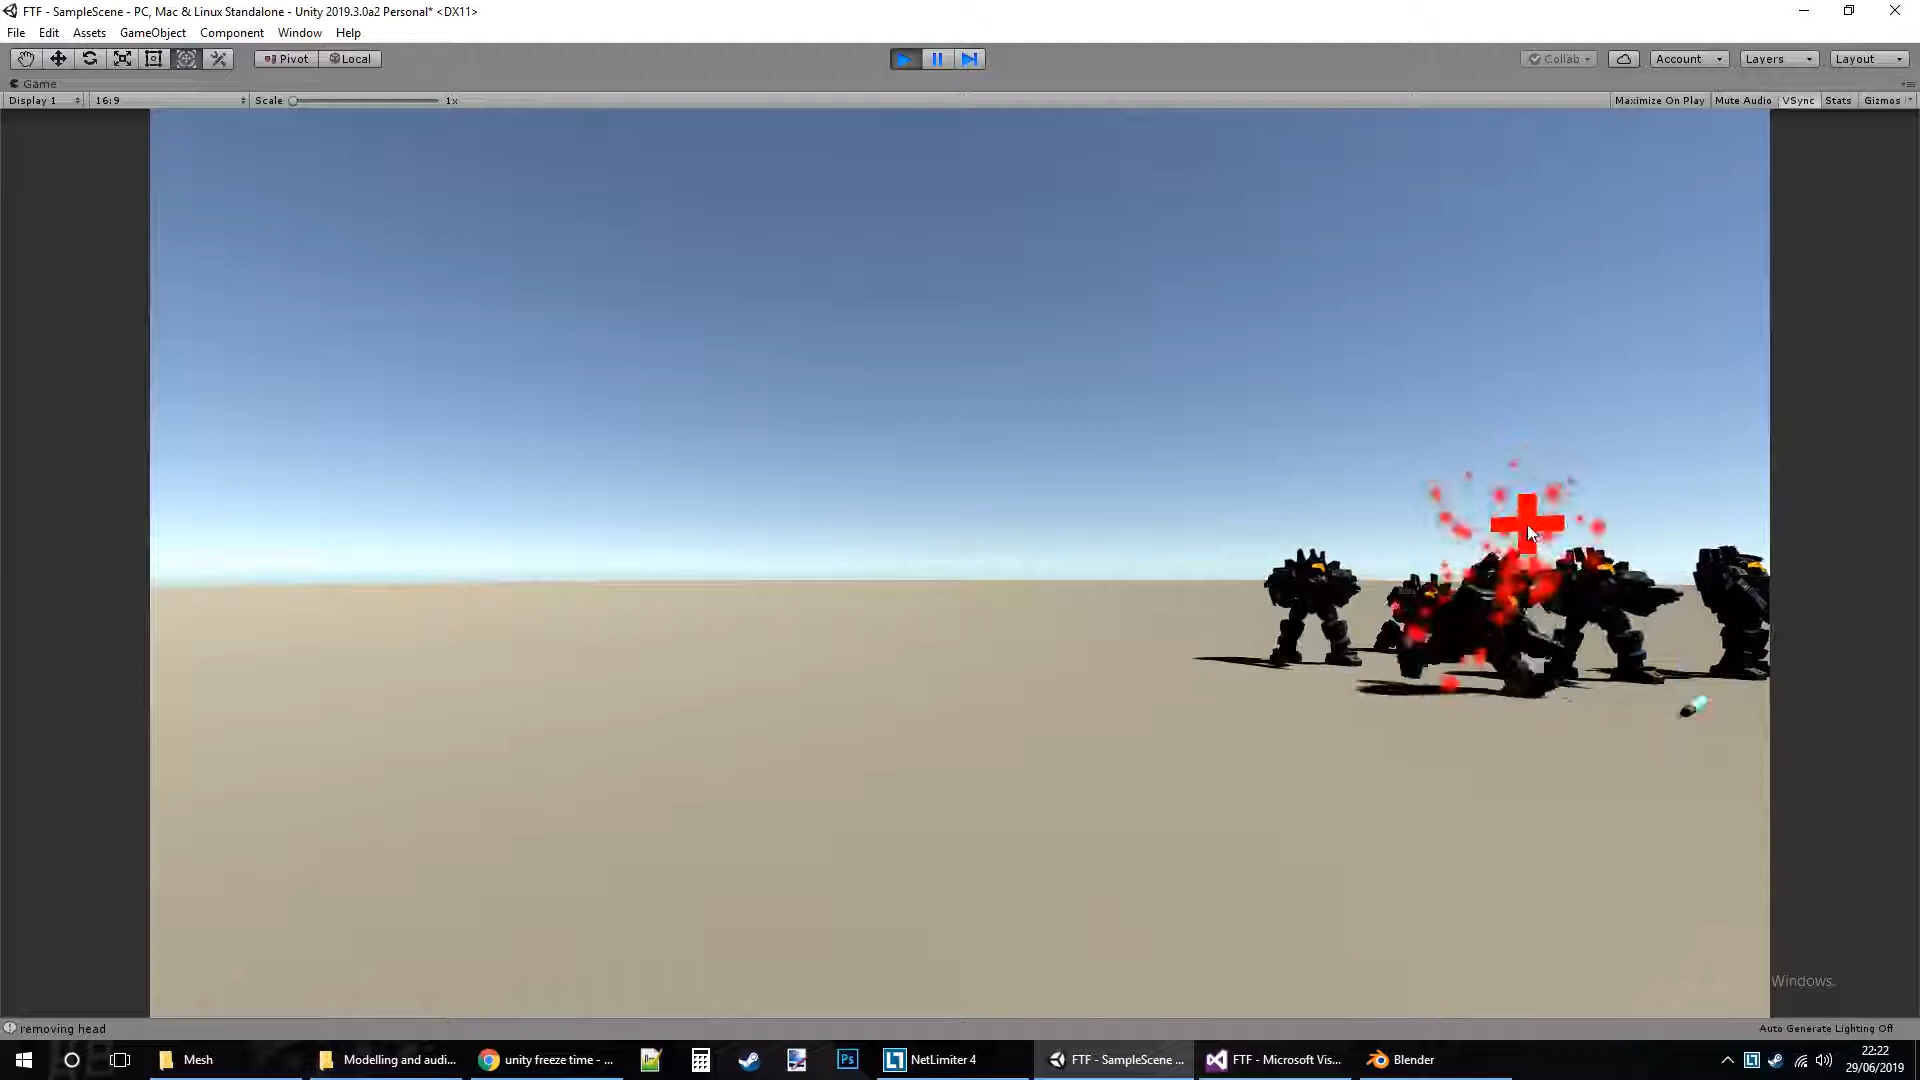 FTF - SampleScene - PC, Mac & Linux Standalone - Unity 2019.3.0a2 Personal* <DX11>
File Edit Assets GameObject Component Window Help
Pivot Local Collab Account Layers Layout
Game
Display 1 16:9 Scale 1x Maximize On Play Mute Audio VSync Stats Gizmos
Windows.
removing head Auto Generate Lighting Off
Mesh Modelling and audi... unity freeze time - ... Ps NetLimiter 4 FTF - SampleScene ... FTF - Microsoft Vis... Blender
22:22
29/06/2019